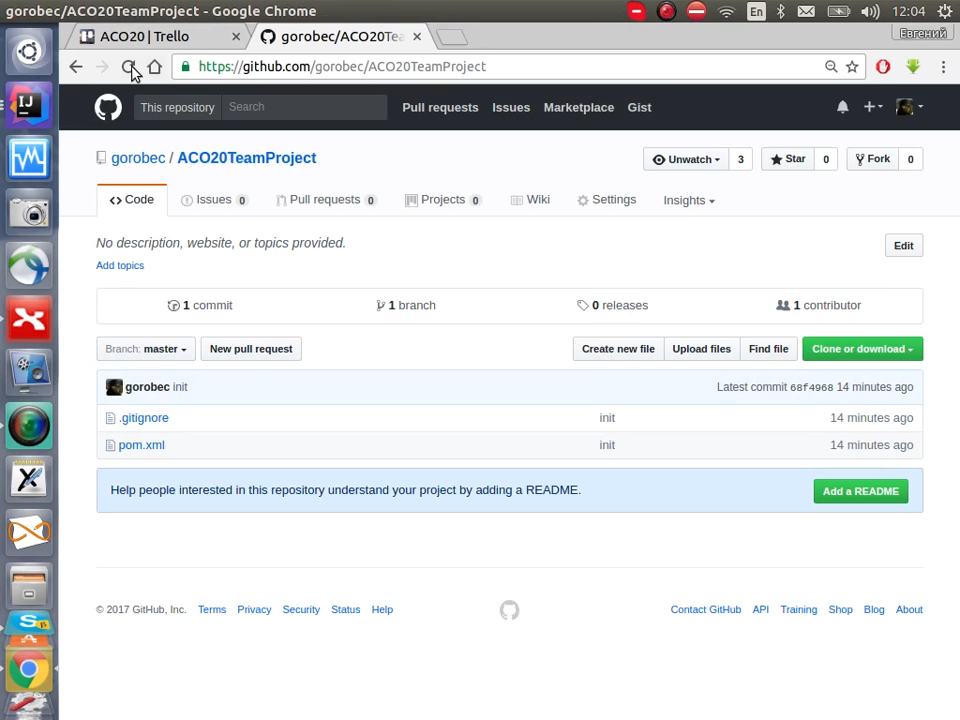 gorobec/ACO20TeamProject - Google Chrome
En
12:04
ACO20 | Trello
gorobec/ACO20Tea
Евгений
https://github.com/gorobec/ACO20TeamProject
This repository
Search
Pull requests
Issues
Marketplace
Gist
gorobec / ACO20TeamProject
Unwatch
3
Star
0
Fork
0
Code
Issues 0
Pull requests 0
Projects 0
Wiki
Settings
Insights
No description, website, or topics provided.
Edit
Add topics
1 commit
1 branch
0 releases
1 contributor
Branch: master
New pull request
Create new file
Upload files
Find file
Clone or download
gorobec init
Latest commit 68f4968 14 minutes ago
.gitignore
init
14 minutes ago
pom.xml
init
14 minutes ago
Help people interested in this repository understand your project by adding a README.
Add a README
© 2017 GitHub, Inc.
Terms
Privacy
Security
Status
Help
Contact GitHub
API
Training
Shop
Blog
About